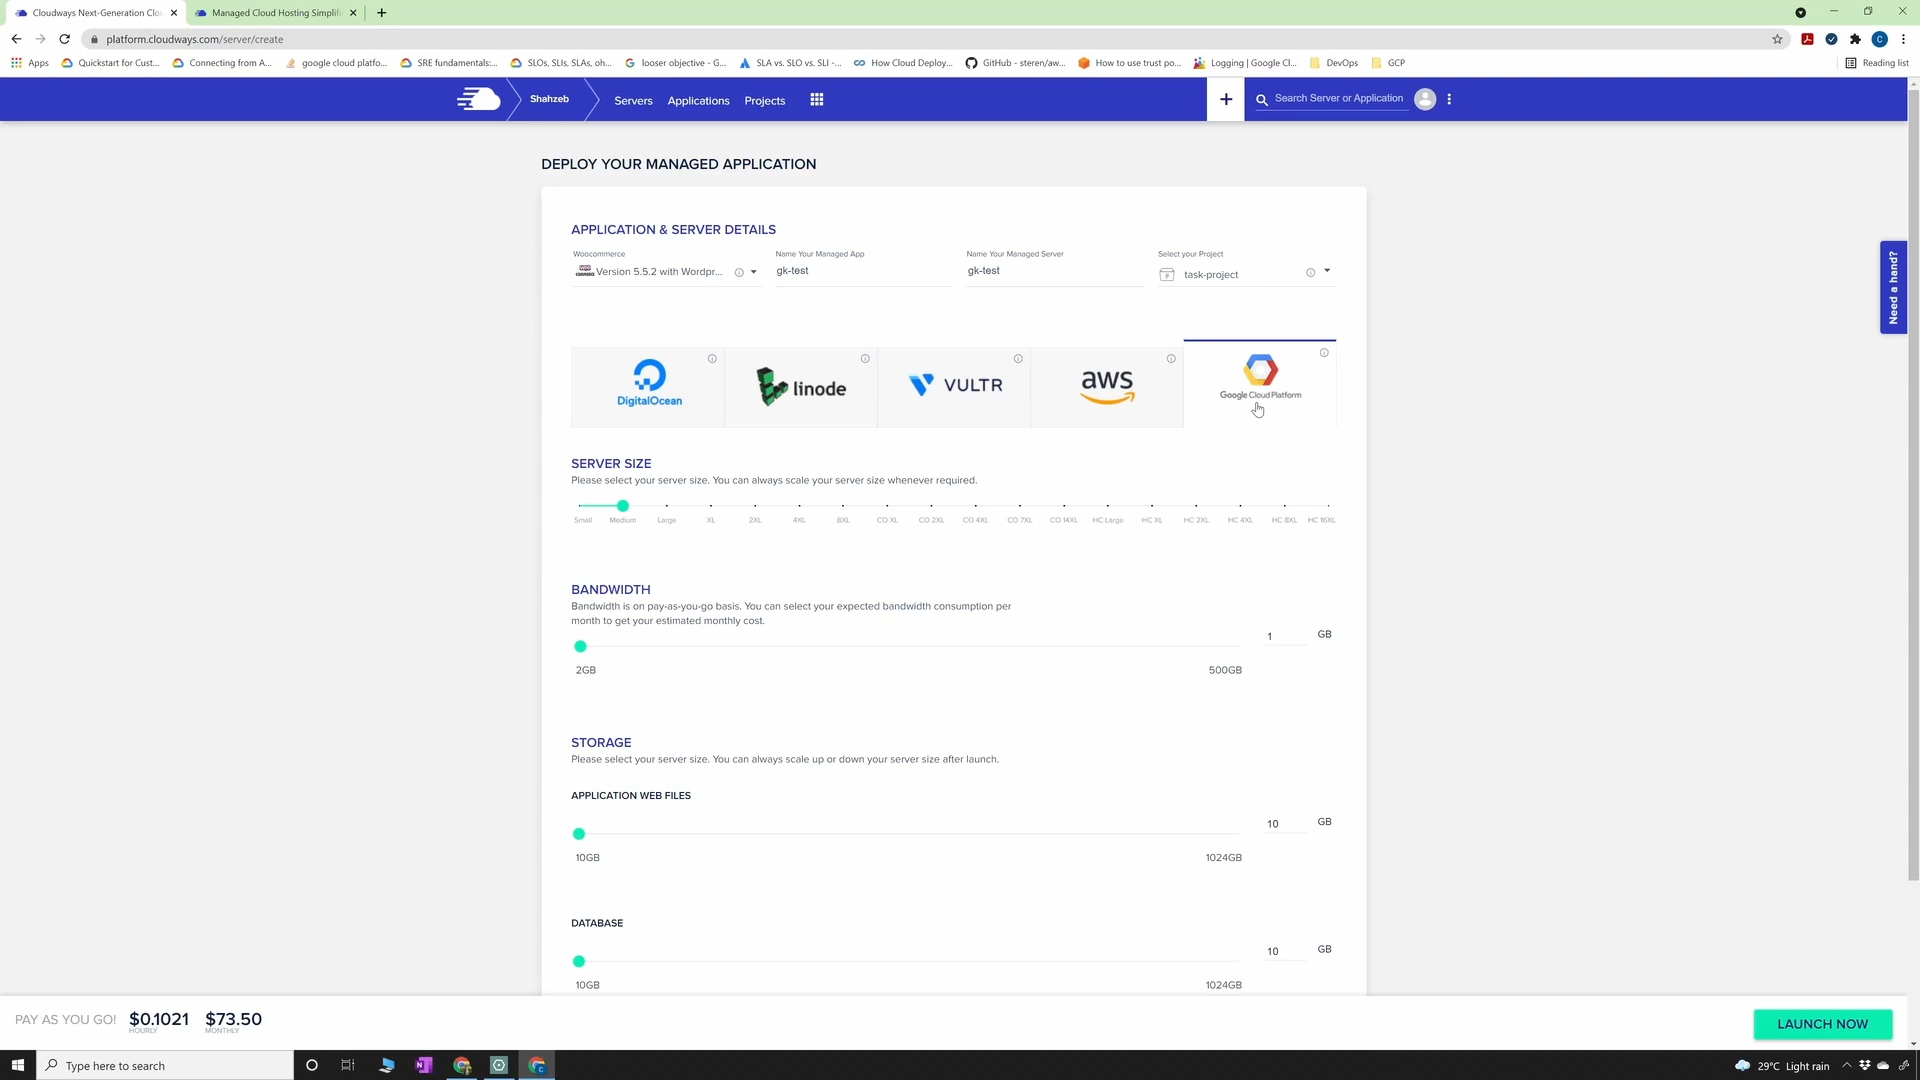 Cloudways Next-Generation Clo
Managed Cloud Hosting Simplifi
platform.cloudways.com/server/create
Apps
Quickstart for Cust...
Connecting from A...
google cloud platfo...
SRE fundamentals:...
SLOs, SLIs, SLAs, oh...
looser objective - G...
SLA vs. SLO vs. SLI -...
How Cloud Deploy...
GitHub - steren/aw...
How to use trust po...
Logging | Google Cl...
DevOps
GCP
Reading list
Shahzeb
Servers
Applications
Projects
Search Server or Application
DEPLOY YOUR MANAGED APPLICATION
APPLICATION & SERVER DETAILS
Woocommerce
Name Your Managed App
Name Your Managed Server
Select your Project
Version 5.5.2 with Wordpr...
gk-test
gk-test
task-project
Need a hand?
DigitalOcean
linode
VULTR
aws
Google Cloud Platform
SERVER SIZE
Please select your server size. You can always scale your server size whenever required.
Small Medium Large XL 2XL 4XL 8XL CO XL CO 2XL CO 4XL CO 7XL CO 14XL HC Large HC XL HC 2XL HC 4XL HC 8XL HC 16XL
BANDWIDTH
Bandwidth is on pay-as-you-go basis. You can select your expected bandwidth consumption per
month to get your estimated monthly cost.
1 GB
2GB
500GB
STORAGE
Please select your server size. You can always scale up or down your server size after launch.
APPLICATION WEB FILES
10 GB
10GB
1024GB
DATABASE
10 GB
10GB
1024GB
PAY AS YOU GO!
$0.1021
HOURLY
$73.50
MONTHLY
LAUNCH NOW
Type here to search
29°C Light rain